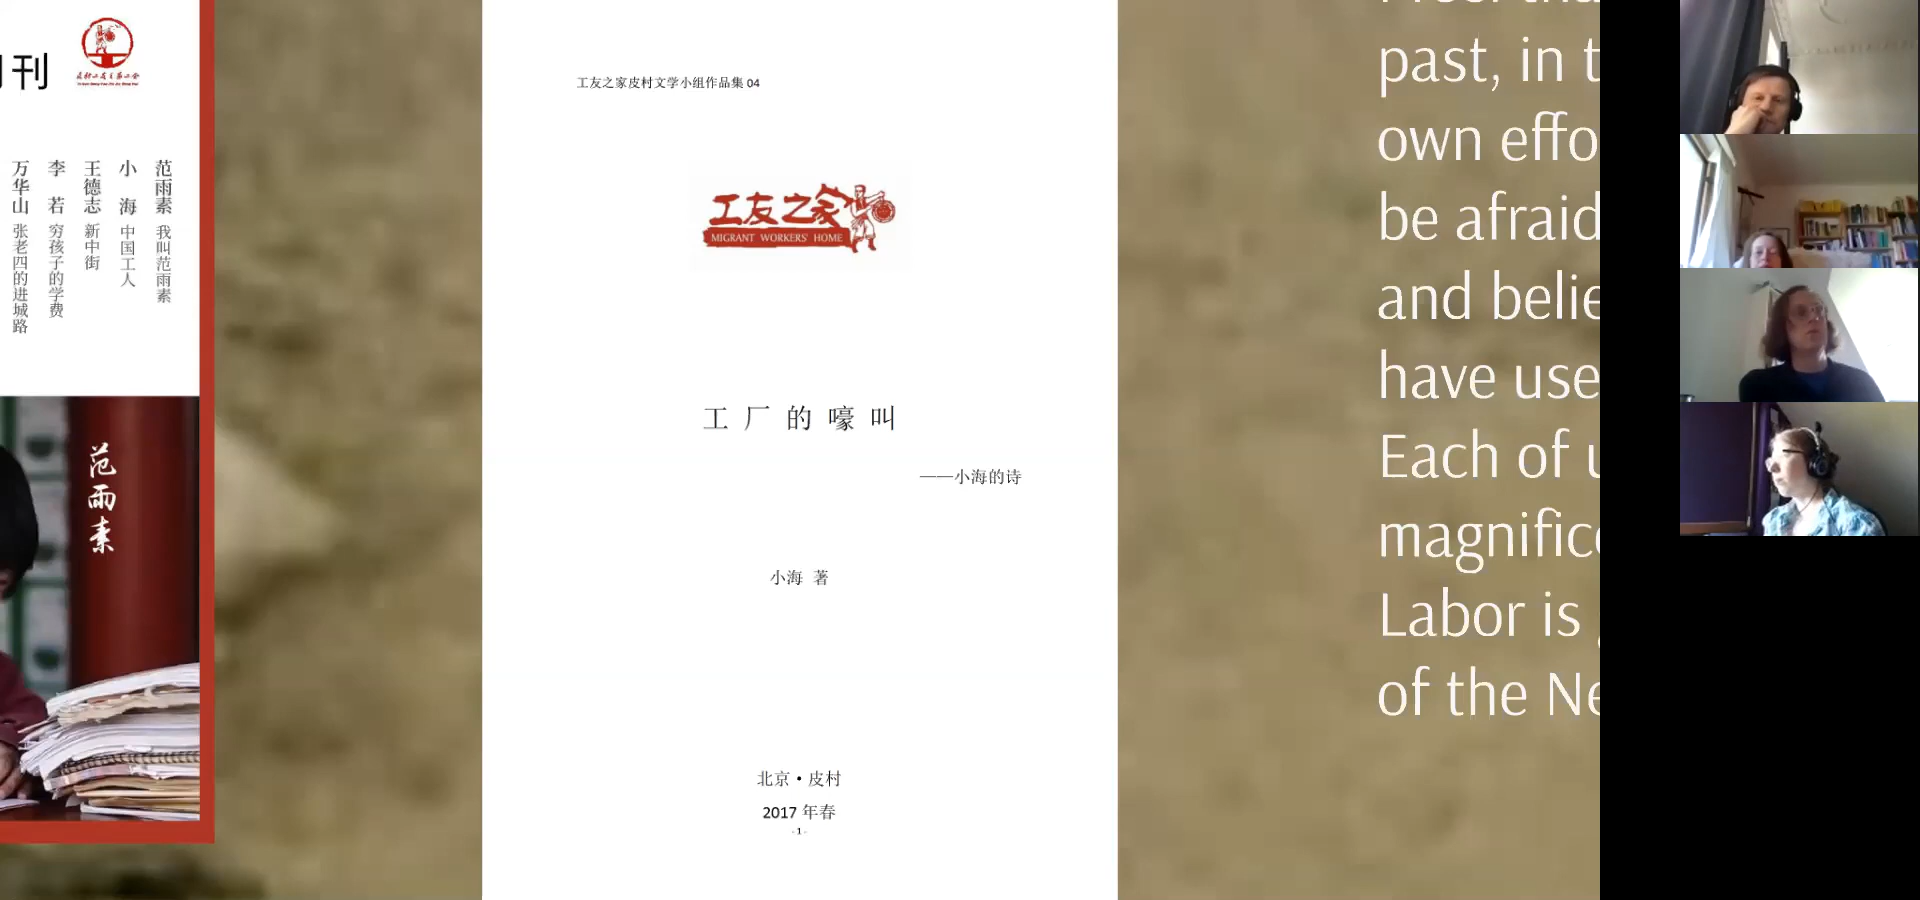 刊
范雨素 我叫范雨素
小 海 中国工人
王德志 新中街
李 若 穷孩子的学费
万华山 张老四的进城路
范雨素
工友之家皮村文学小组作品集 04
工友之家
MIGRANT WORKERS' HOME
工厂的嚎叫
——小海的诗
小海 著
北京·皮村
2017 年春
-1-
past, in t
own effo
be afraid
and belie
have use
Each of u
magnific
Labor is
of the Ne